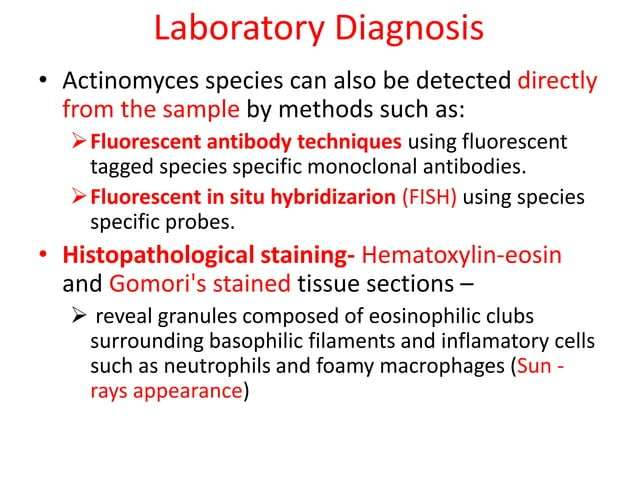 Laboratory Diagnosis
• Actinomyces species can also be detected directly
from the sample by methods such as:
➢Fluorescent antibody techniques using fluorescent
tagged species specific monoclonal antibodies.
➢Fluorescent in situ hybridizarion (FISH) using species
specific probes.
• Histopathological staining- Hematoxylin-eosin
and Gomori's stained tissue sections –
➢ reveal granules composed of eosinophilic clubs
surrounding basophilic filaments and inflamatory cells
such as neutrophils and foamy macrophages (Sun -
rays appearance)